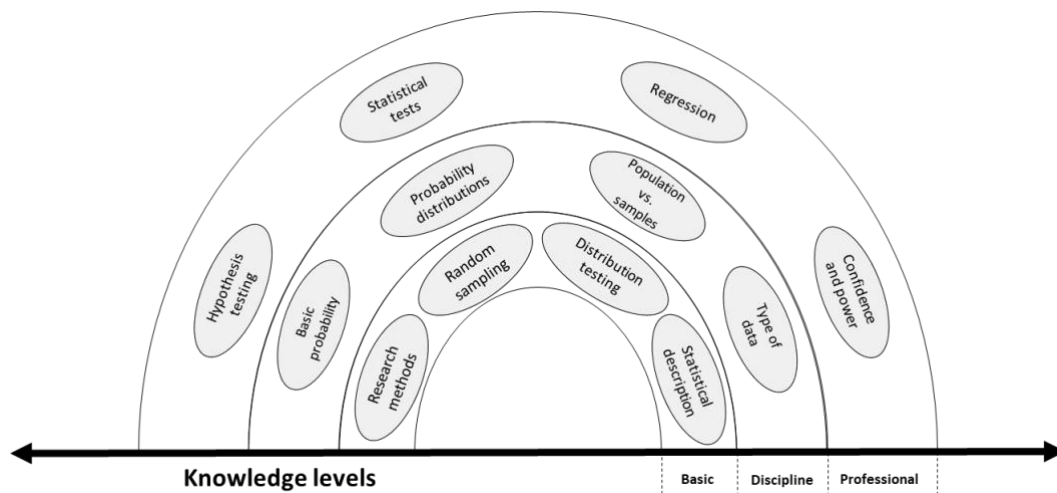 Statistical
tests
Regression
Probability
distributions
Population
vs.
samples
Random
sampling
Distribution
testing
Hypothesis
testing
Basic
probability
Research
methods
Statistical
description
Type of
data
Confidence
and power
Knowledge levels
Basic
Discipline
Professional